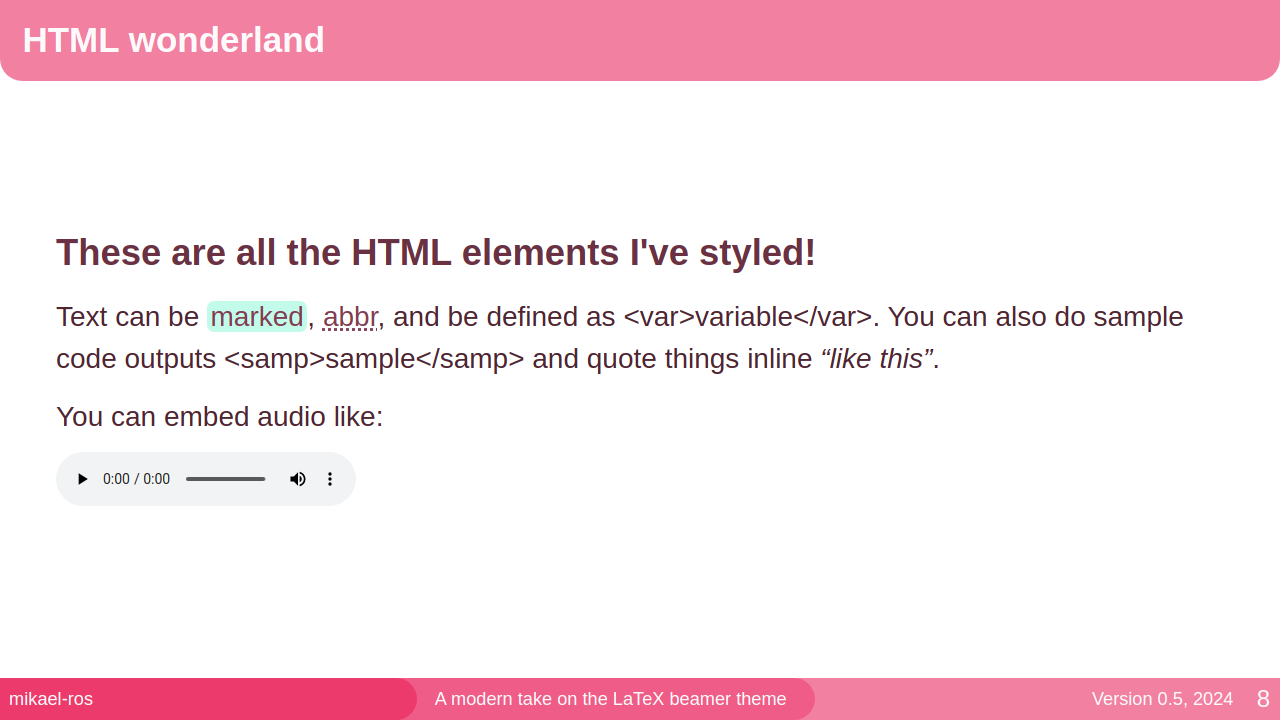 HTML wonderland
These are all the HTML elements I've styled!
Text can be marked, abbr, and be defined as <var>variable</var>. You can also do sample
code outputs <samp>sample</samp> and quote things inline “like this”.
You can embed audio like:
0:00 / 0:00
mikael-ros
A modern take on the LaTeX beamer theme
Version 0.5, 2024
8